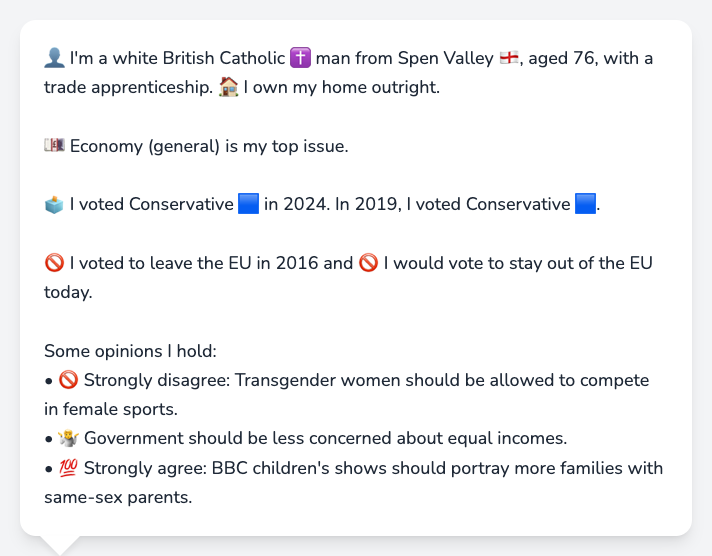 👤 I'm a white British Catholic ✝️ man from Spen Valley 🏴󠁧󠁢󠁥󠁮󠁧󠁿, aged 76, with a
trade apprenticeship. 🏠 I own my home outright.
💷 Economy (general) is my top issue.
🗳️ I voted Conservative 🟦 in 2024. In 2019, I voted Conservative 🟦.
🚫 I voted to leave the EU in 2016 and 🚫 I would vote to stay out of the EU
today.
Some opinions I hold:
• 🚫 Strongly disagree: Transgender women should be allowed to compete
in female sports.
• 🤷 Government should be less concerned about equal incomes.
• 💯 Strongly agree: BBC children's shows should portray more families with
same-sex parents.